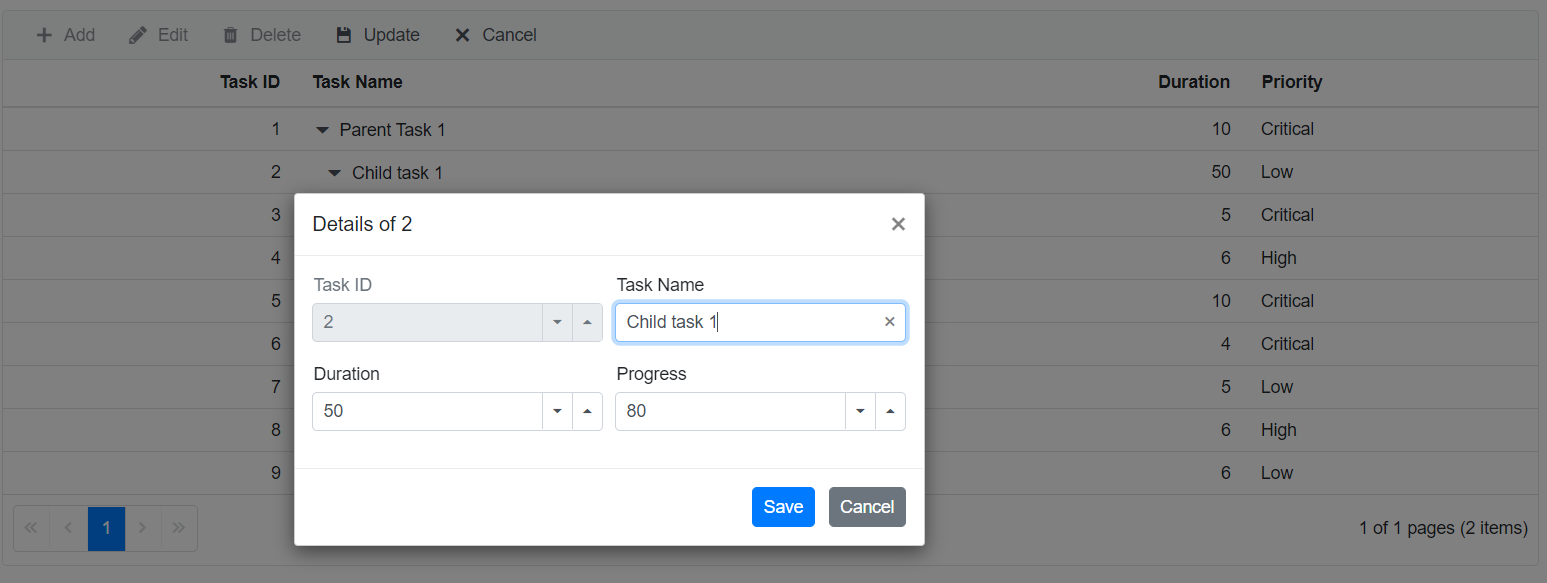 Add Edit Delete Update Cancel
Task ID Task Name Duration Priority
1 Parent Task 1 10 Critical
2 Child task 1 50 Low
3 5 Critical
4 6 High
5 10 Critical
6 4 Critical
7 5 Low
8 6 High
9 6 Low
Details of 2
Task ID Task Name
2 Child task 1
Duration Progress
50 80
Save Cancel
1 1 of 1 pages (2 items)